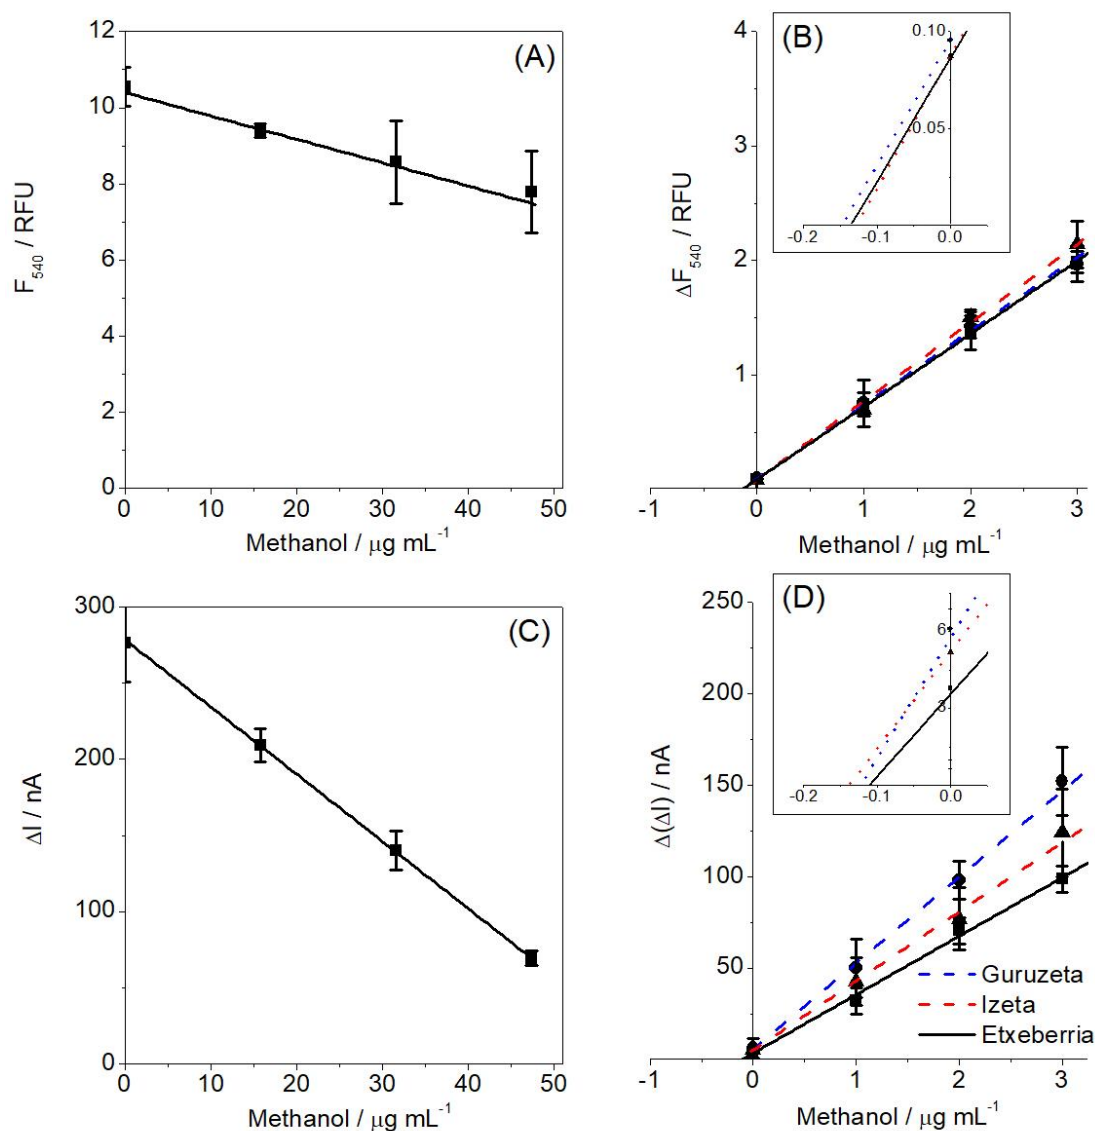 (A)
12
10
8
6
4
2
0
F540 / RFU
0 10 20 30 40 50
Methanol / μg mL-1
(B)
4
3
2
1
0
ΔF540 / RFU
-1 0 1 2 3
Methanol / μg mL-1
0.10
0.05
-0.2 -0.1 0.0
(C)
300
200
100
0
ΔI / nA
0 10 20 30 40 50
Methanol / μg mL-1
(D)
250
200
150
100
50
0
Δ(ΔI) / nA
-1 0 1 2 3
Methanol / μg mL-1
6
3
-0.2 -0.1 0.0
Guruzeta
Izeta
Etxeberria